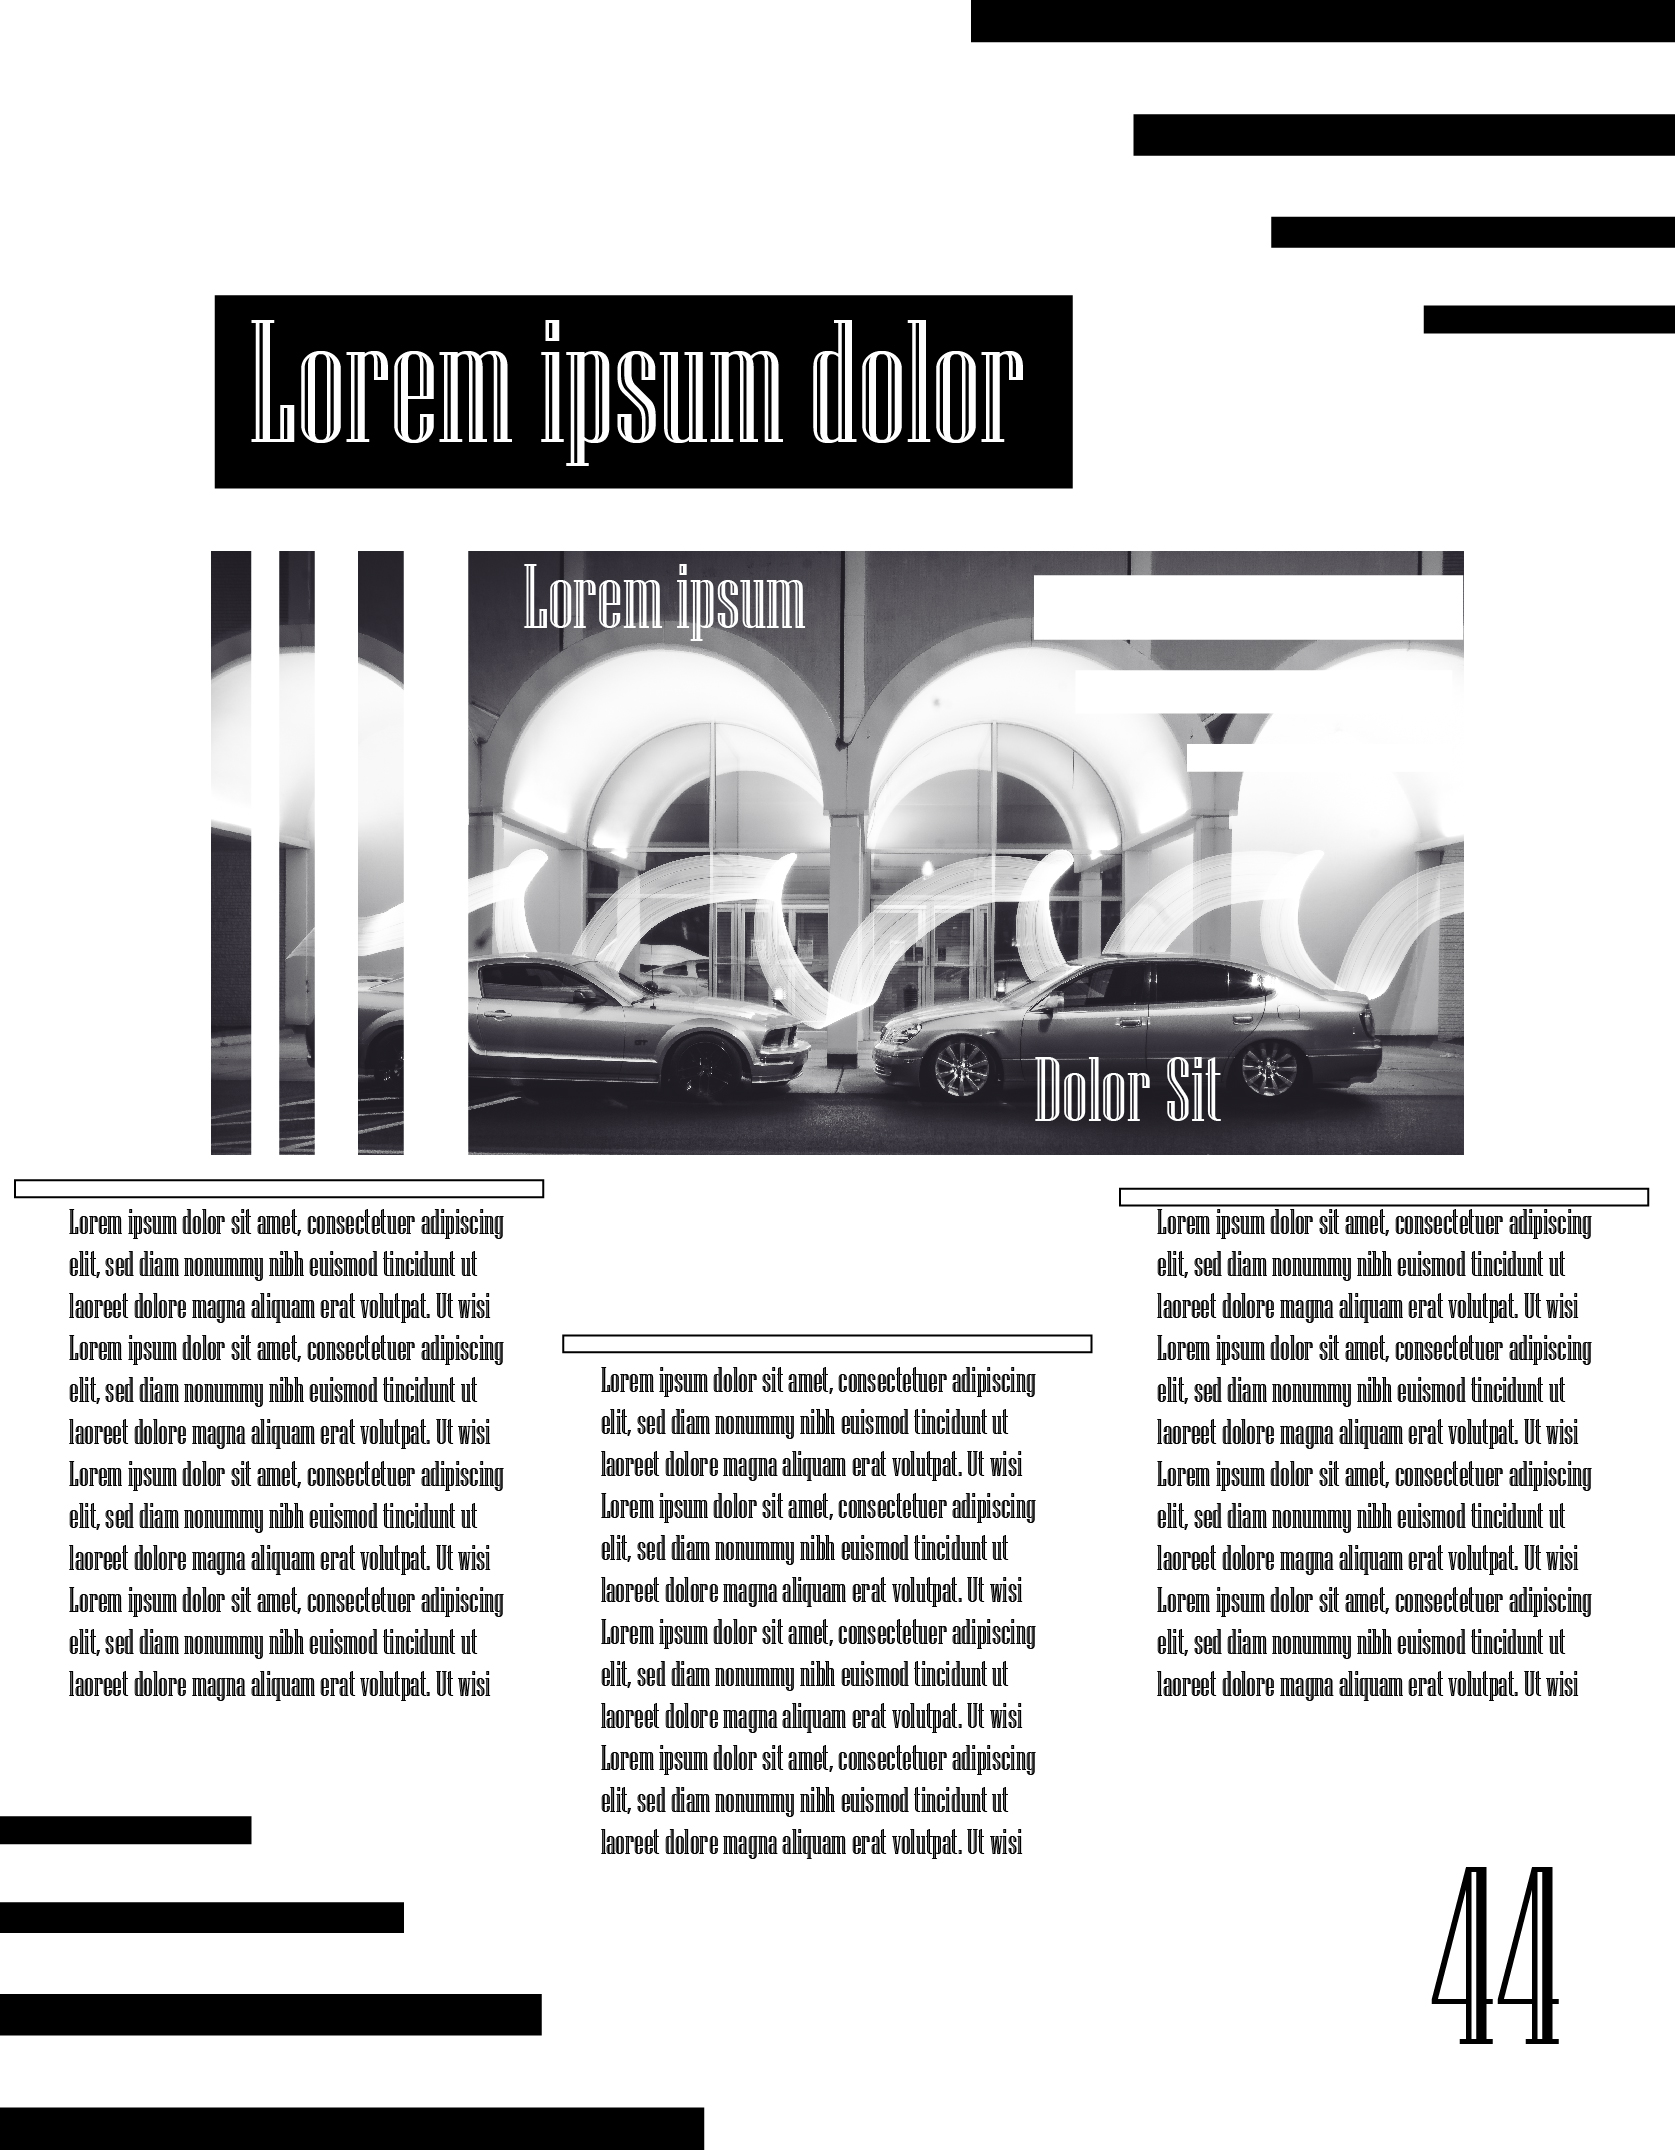 Lorem ipsum dolor
Lorem ipsum
Dolor Sit
Lorem ipsum dolor sit amet, consectetuer adipiscing
elit, sed diam nonummy nibh euismod tincidunt ut
laoreet dolore magna aliquam erat volutpat. Ut wisi
Lorem ipsum dolor sit amet, consectetuer adipiscing
elit, sed diam nonummy nibh euismod tincidunt ut
laoreet dolore magna aliquam erat volutpat. Ut wisi
Lorem ipsum dolor sit amet, consectetuer adipiscing
elit, sed diam nonummy nibh euismod tincidunt ut
laoreet dolore magna aliquam erat volutpat. Ut wisi
Lorem ipsum dolor sit amet, consectetuer adipiscing
elit, sed diam nonummy nibh euismod tincidunt ut
laoreet dolore magna aliquam erat volutpat. Ut wisi
Lorem ipsum dolor sit amet, consectetuer adipiscing
elit, sed diam nonummy nibh euismod tincidunt ut
laoreet dolore magna aliquam erat volutpat. Ut wisi
Lorem ipsum dolor sit amet, consectetuer adipiscing
elit, sed diam nonummy nibh euismod tincidunt ut
laoreet dolore magna aliquam erat volutpat. Ut wisi
Lorem ipsum dolor sit amet, consectetuer adipiscing
elit, sed diam nonummy nibh euismod tincidunt ut
laoreet dolore magna aliquam erat volutpat. Ut wisi
Lorem ipsum dolor sit amet, consectetuer adipiscing
elit, sed diam nonummy nibh euismod tincidunt ut
laoreet dolore magna aliquam erat volutpat. Ut wisi
Lorem ipsum dolor sit amet, consectetuer adipiscing
elit, sed diam nonummy nibh euismod tincidunt ut
laoreet dolore magna aliquam erat volutpat. Ut wisi
Lorem ipsum dolor sit amet, consectetuer adipiscing
elit, sed diam nonummy nibh euismod tincidunt ut
laoreet dolore magna aliquam erat volutpat. Ut wisi
Lorem ipsum dolor sit amet, consectetuer adipiscing
elit, sed diam nonummy nibh euismod tincidunt ut
laoreet dolore magna aliquam erat volutpat. Ut wisi
Lorem ipsum dolor sit amet, consectetuer adipiscing
elit, sed diam nonummy nibh euismod tincidunt ut
laoreet dolore magna aliquam erat volutpat. Ut wisi
44